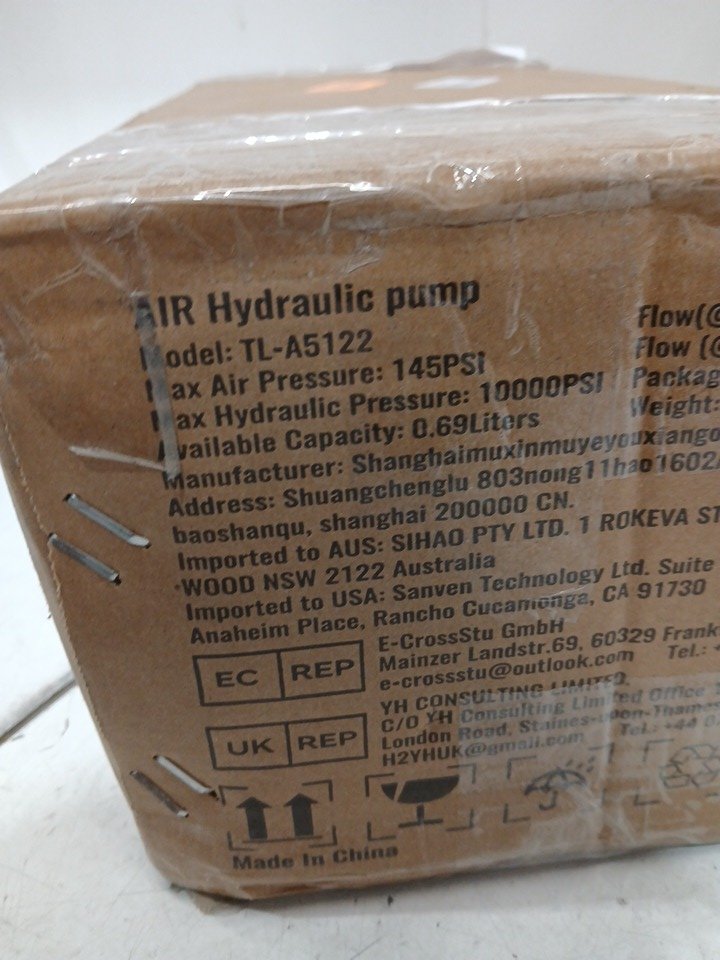 AIR Hydraulic pump
Model: TL-A5122
Max Air Pressure: 145PSI
Max Hydraulic Pressure: 10000PSI
Available Capacity: 0.69Liters
Flow(@
Flow (@
Packag
Weight:
Manufacturer: Shanghaimuxinmuyeyouxiango
Address: Shuangchenglu 803nong11hao1602
baoshanqu, shanghai 200000 CN.
Imported to AUS: SIHAO PTY LTD. 1 ROKEVA ST
WOOD NSW 2122 Australia
Imported to USA: Sanven Technology Ltd. Suite
Anaheim Place, Rancho Cucamonga, CA 91730
EC REP
E-CrossStu GmbH
Mainzer Landstr.69, 60329 Frank
e-crossstu@outlook.com Tel.: +
UK REP
YH CONSULTING LIMITED.
C/O YH Consulting Limited Office
London Road, Staines-upon-Thames
H2YHUK@gmail.com Tel.: +44 0
Made In China